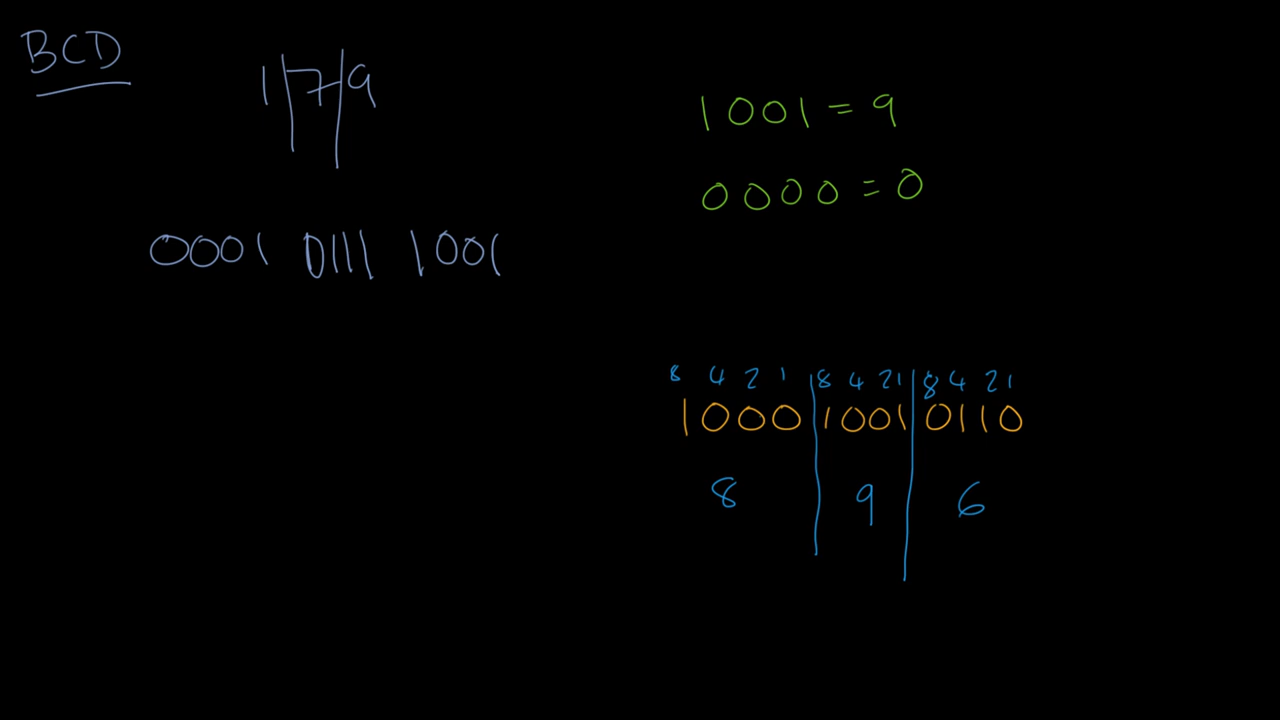 BCD
1|7|9
0001 0111 1001
1001 = 9
0000 = 0
8 4 2 1 | 8 4 2 1 | 8 4 2 1
1000 | 1001 | 0110
8 | 9 | 6